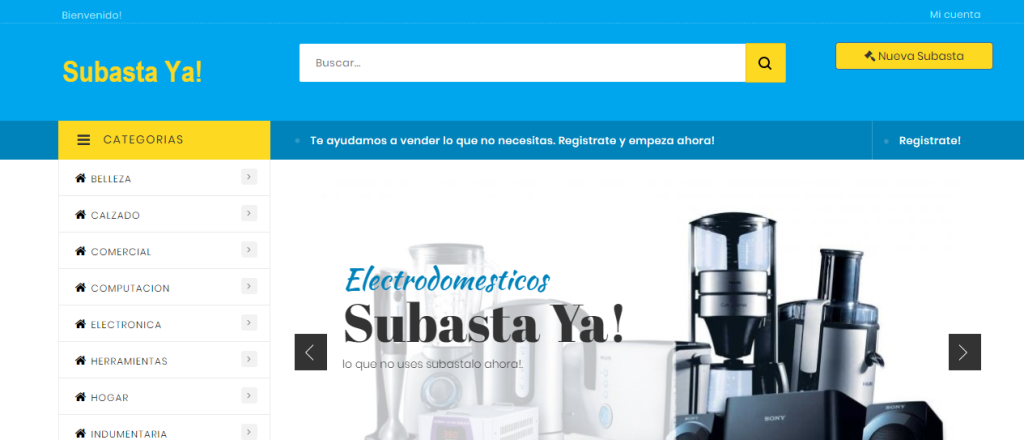 Bienvenido!
Mi cuenta
Subasta Ya!
Buscar...
Nueva Subasta
CATEGORIAS
Te ayudamos a vender lo que no necesitas. Registrate y empeza ahora!
Registrate!
BELLEZA
CALZADO
COMERCIAL
COMPUTACION
ELECTRONICA
HERRAMIENTAS
HOGAR
INDUMENTARIA
Electrodomesticos
Subasta Ya!
lo que no uses subastalo ahora!.
SONY
SONY